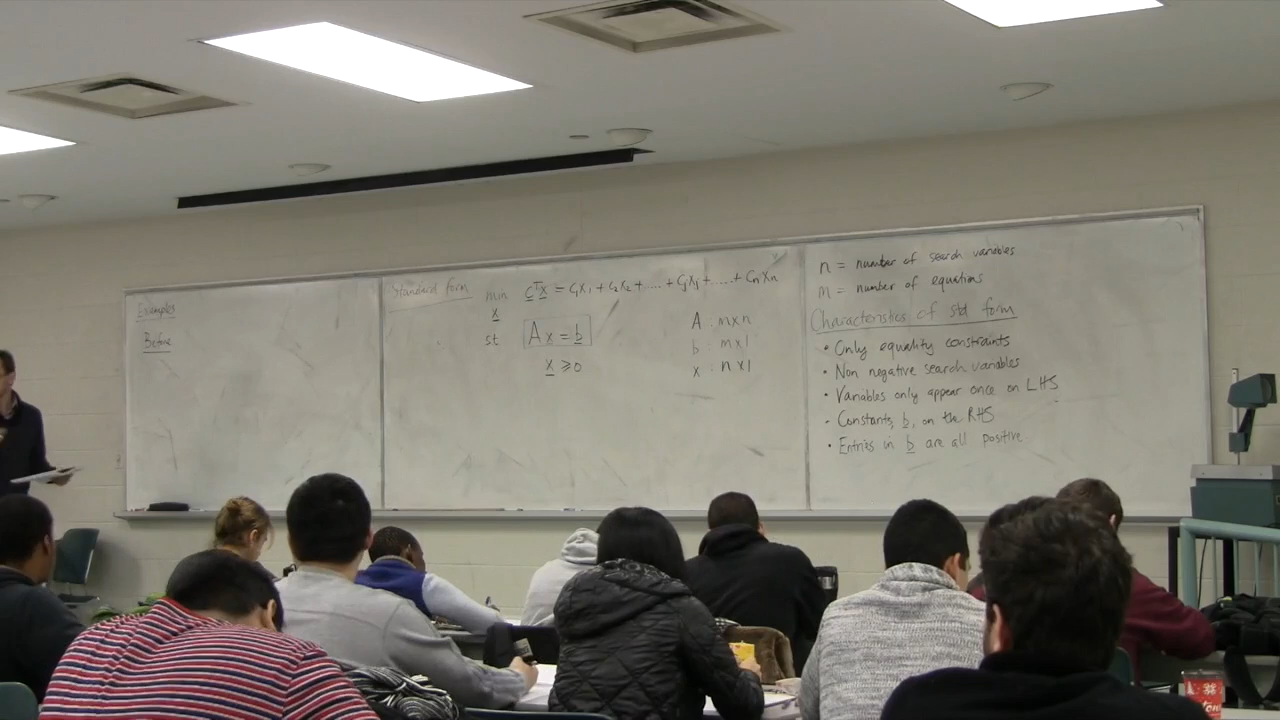 Examples
Before
Standard form
min c^T x = c₁x₁ + c₂x₂ + .... + cⱼxⱼ + ...... + cₙxₙ
x
st Ax = b
x ≥ 0
A : m×n
b : m×1
x : n×1
n = number of search variables
m = number of equations
Characteristics of std form
• Only equality constraints
• Non negative search variables
• Variables only appear once on LHS
• Constants, b, on the RHS
• Entries in b are all positive